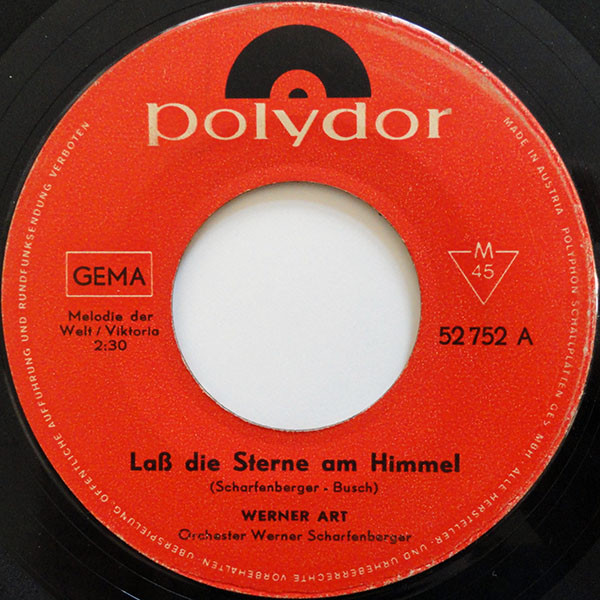 polydor
GEMA
Melodie der
Welt / Viktoria
2:30
M
45
52 752 A
Laß die Sterne am Himmel
(Scharfenberger - Busch)
WERNER ART
Orchester Werner Scharfenberger
MADE IN AUSTRIA POLYPHON SCHALLPLATTEN GES MBH. ALLE HERSTELLER- UND URHEBERRECHTE VORBEHALTEN ÜBERSPIELUNG, ÖFFENTLICHE AUFFÜHRUNG UND RUNDFUNKSENDUNG VERBOTEN